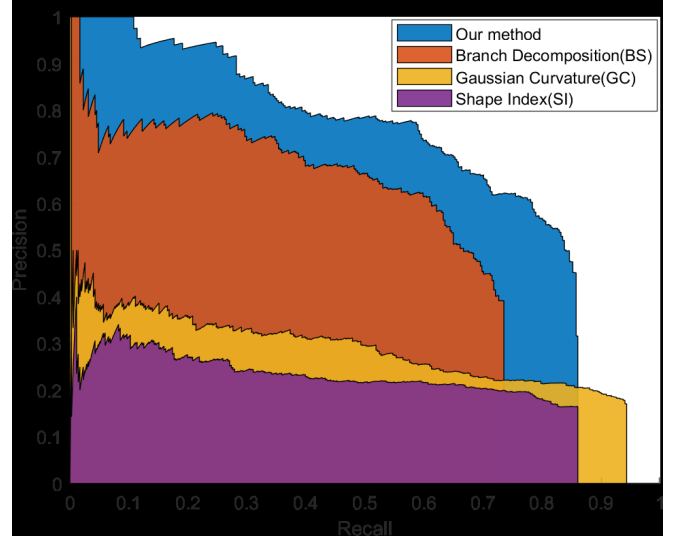 Our method
Branch Decomposition(BS)
Gaussian Curvature(GC)
Shape Index(SI)
1
0.9
0.8
0.7
0.6
0.5
0.4
0.3
0.2
0.1
0
Precision
0 0.1 0.2 0.3 0.4 0.5 0.6 0.7 0.8 0.9 1
Recall